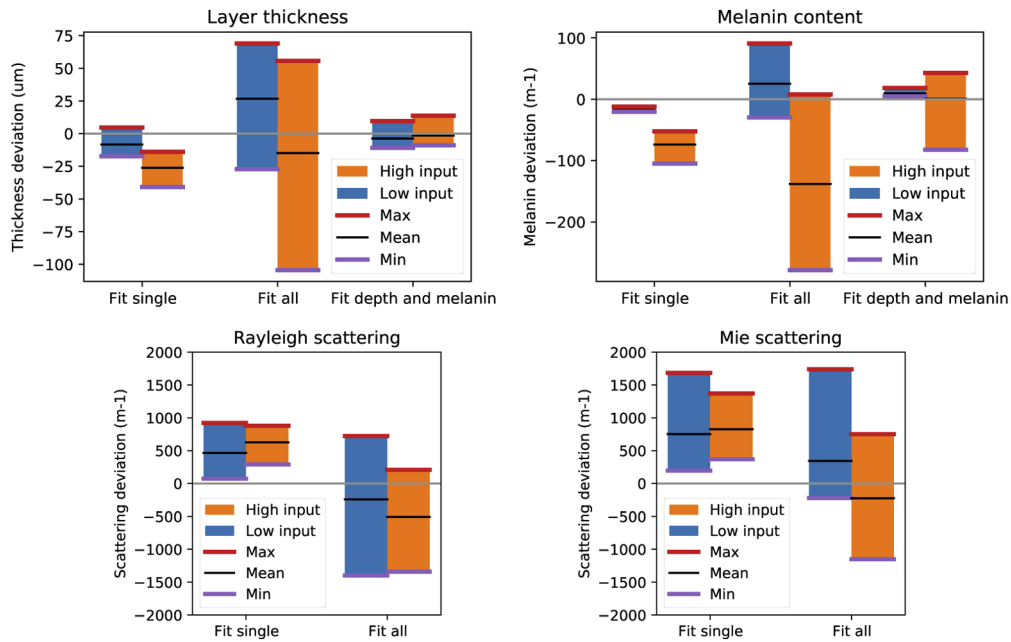 Layer thickness
Thickness deviation (um)
75
50
25
0
−25
−50
−75
−100
High input
Low input
Max
Mean
Min
Fit single
Fit all
Fit depth and melanin
Melanin content
Melanin deviation (m-1)
100
0
−100
−200
High input
Low input
Max
Mean
Min
Fit single
Fit all
Fit depth and melanin
Rayleigh scattering
Scattering deviation (m-1)
2000
1500
1000
500
0
−500
−1000
−1500
−2000
High input
Low input
Max
Mean
Min
Fit single
Fit all
Mie scattering
Scattering deviation (m-1)
2000
1500
1000
500
0
−500
−1000
−1500
−2000
High input
Low input
Max
Mean
Min
Fit single
Fit all